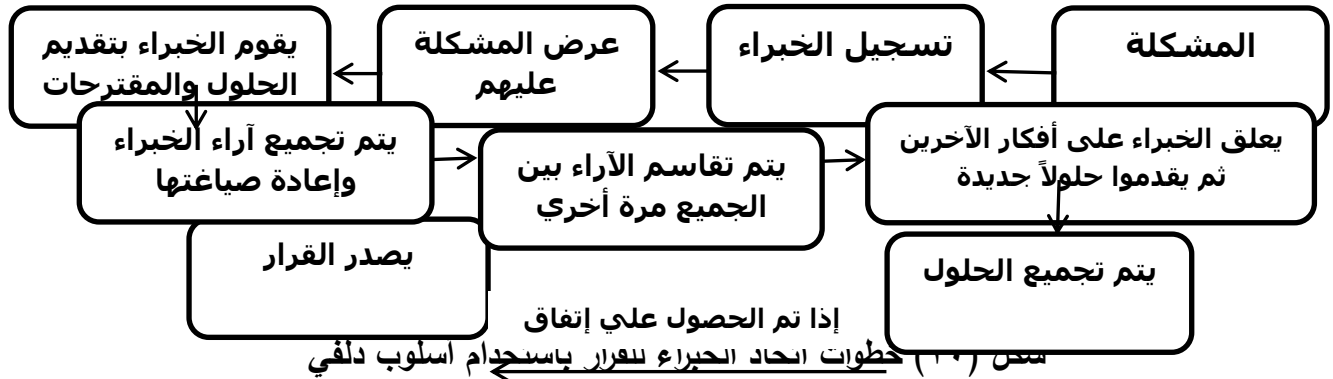 المشكلة
تسجيل الخبراء
عرض المشكلة
عليهم
يقوم الخبراء بتقديم
الحلول والمقترحات
يتم تجميع آراء الخبراء
وإعادة صياغتها
يتم تقاسم الآراء بين
الجميع مرة أخري
يعلق الخبراء على أفكار الآخرين
ثم يقدموا حلولاً جديدة
يتم تجميع الحلول
إذا تم الحصول علي إتفاق
يصدر القرار
خطوات اتخاذ الخبراء للقرار باستخدام اسلوب دلفي